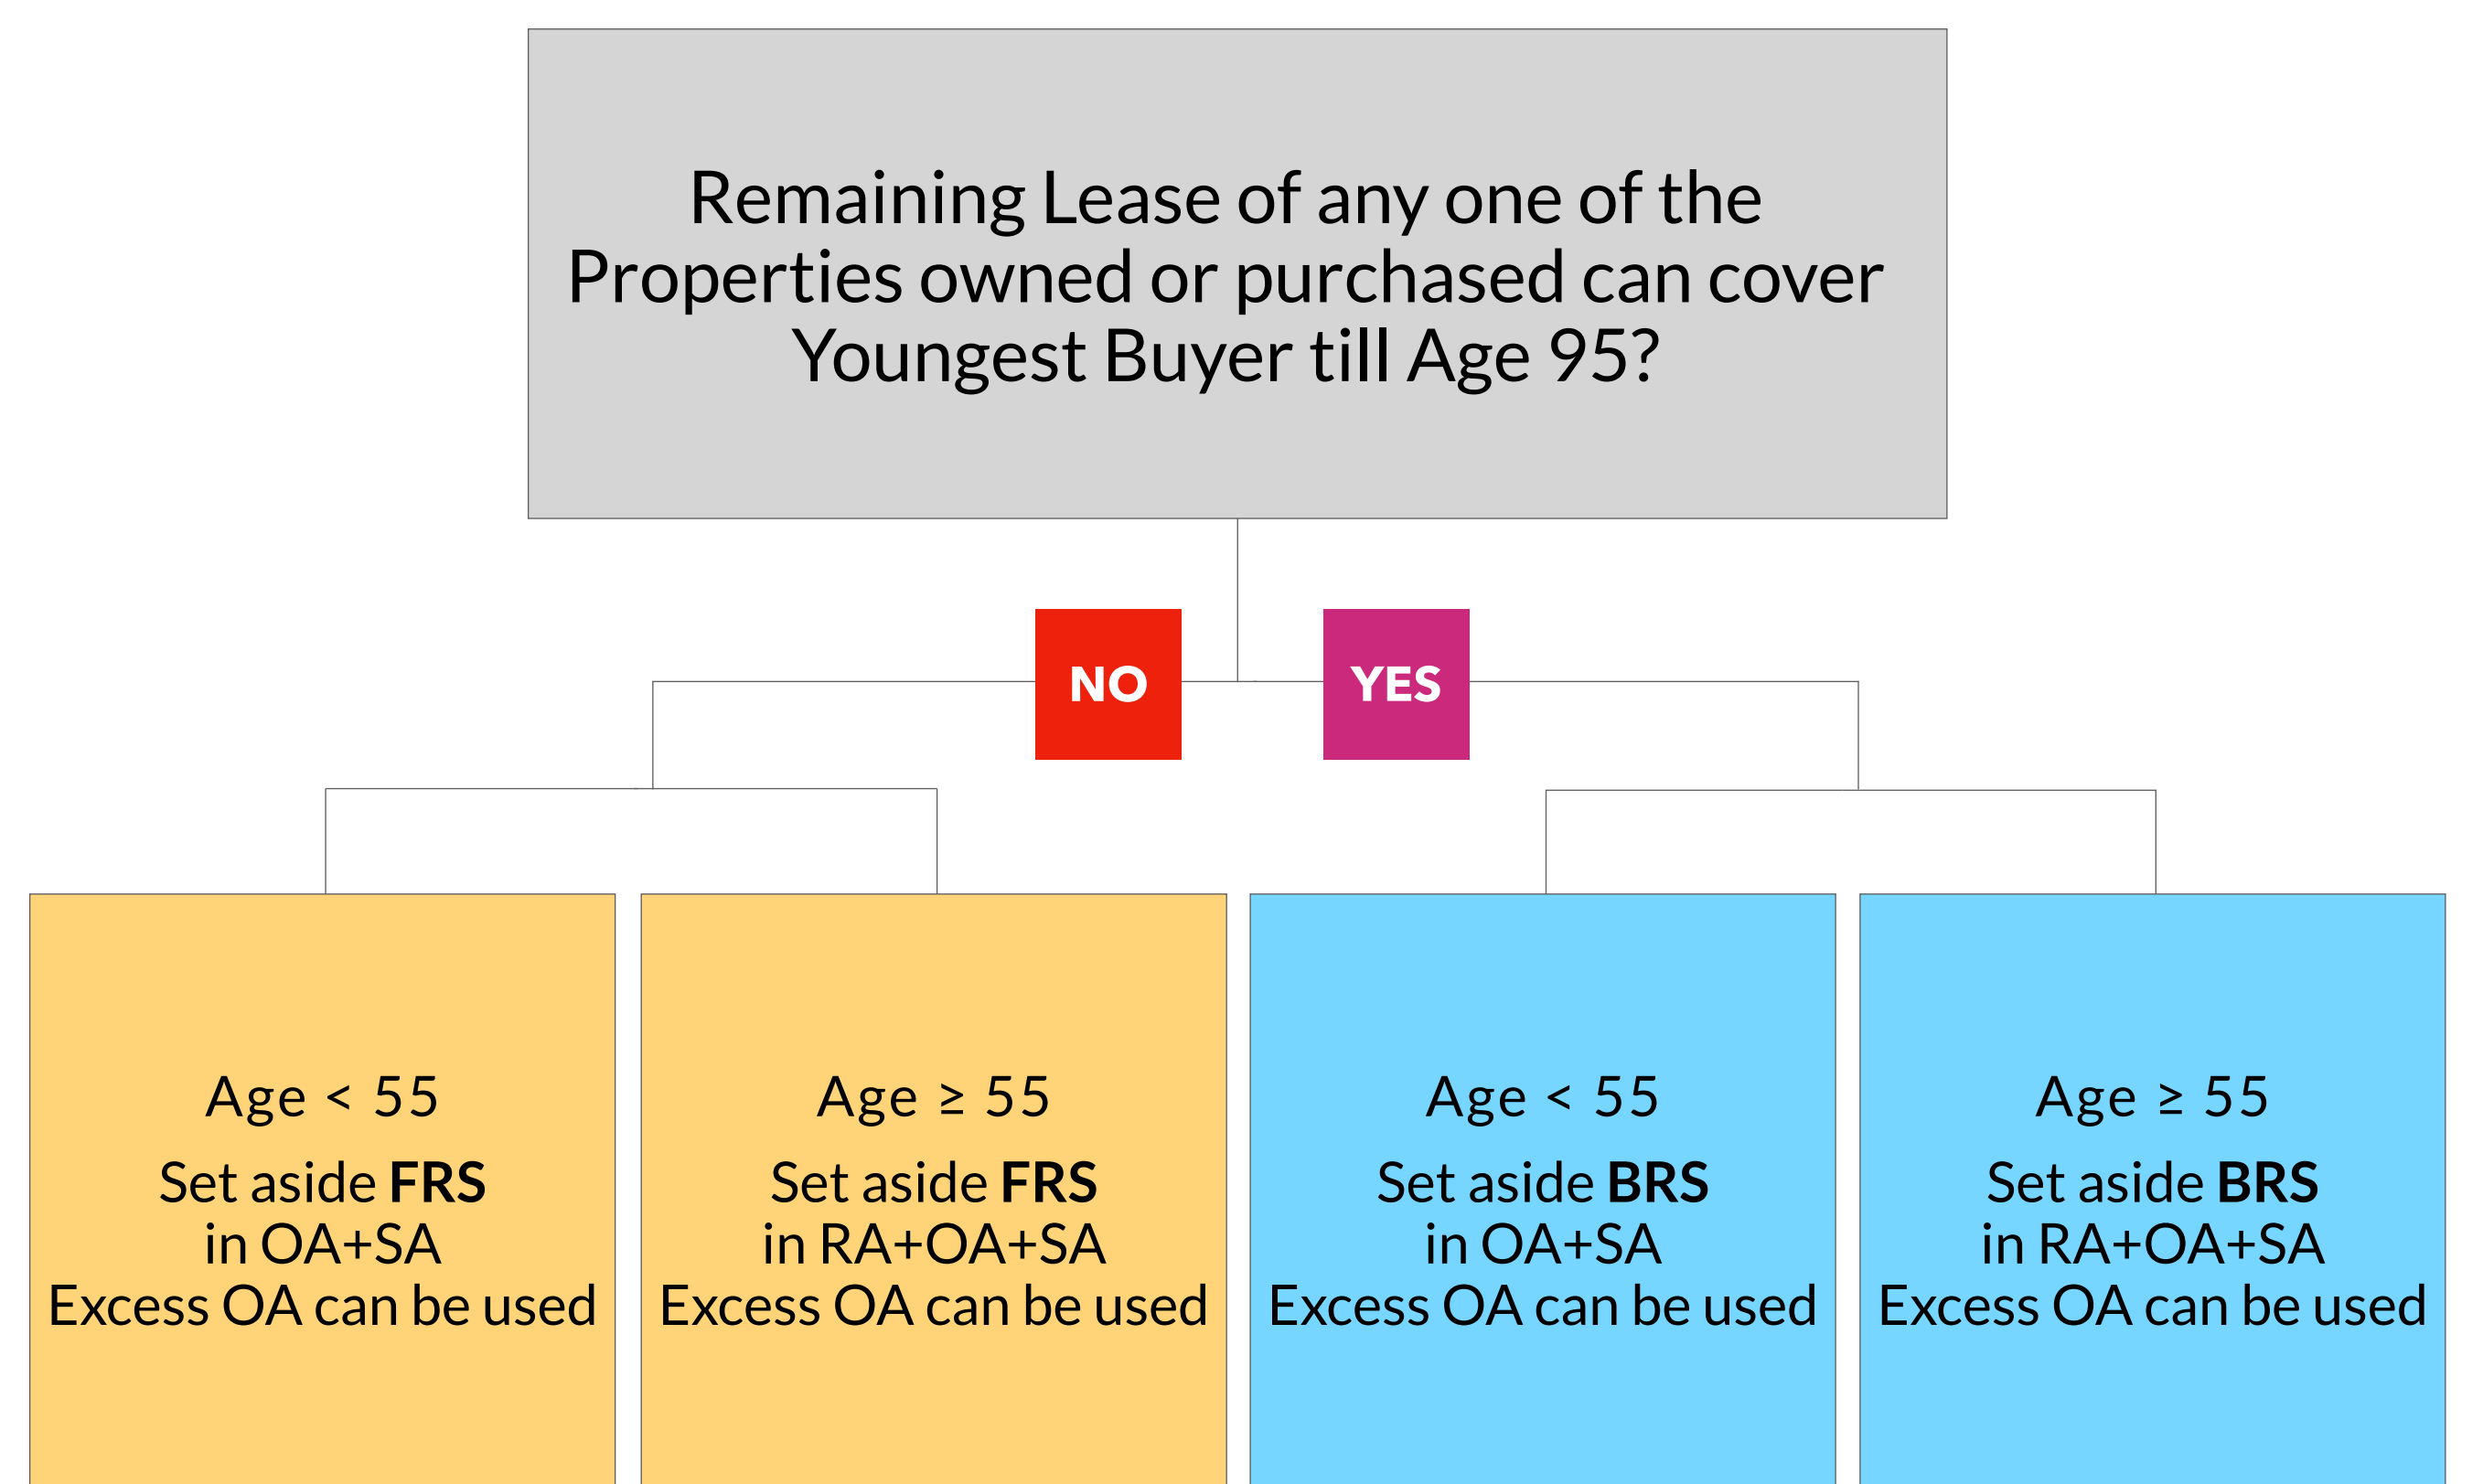 Remaining Lease of any one of the
Properties owned or purchased can cover
Youngest Buyer till Age 95?
NO
YES
Age < 55
Set aside FRS
in OA+SA
Excess OA can be used
Age ≥ 55
Set aside FRS
in RA+OA+SA
Excess OA can be used
Age < 55
Set aside BRS
in OA+SA
Excess OA can be used
Age ≥ 55
Set aside BRS
in RA+OA+SA
Excess OA can be used